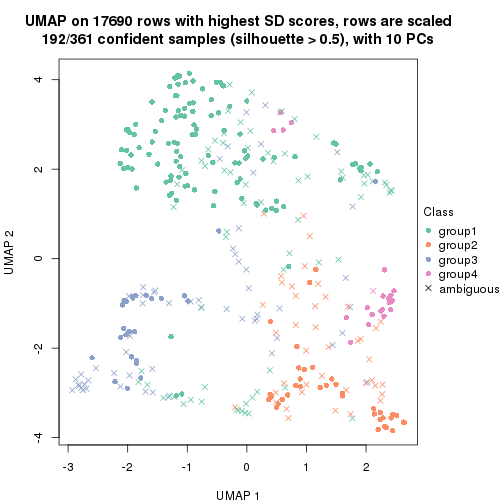 UMAP on 17690 rows with highest SD scores, rows are scaled
192/361 confident samples (silhouette > 0.5), with 10 PCs
4
2
0
-2
-4
UMAP 2
-3
-2
-1
0
1
2
UMAP 1
Class
group1
group2
group3
group4
ambiguous